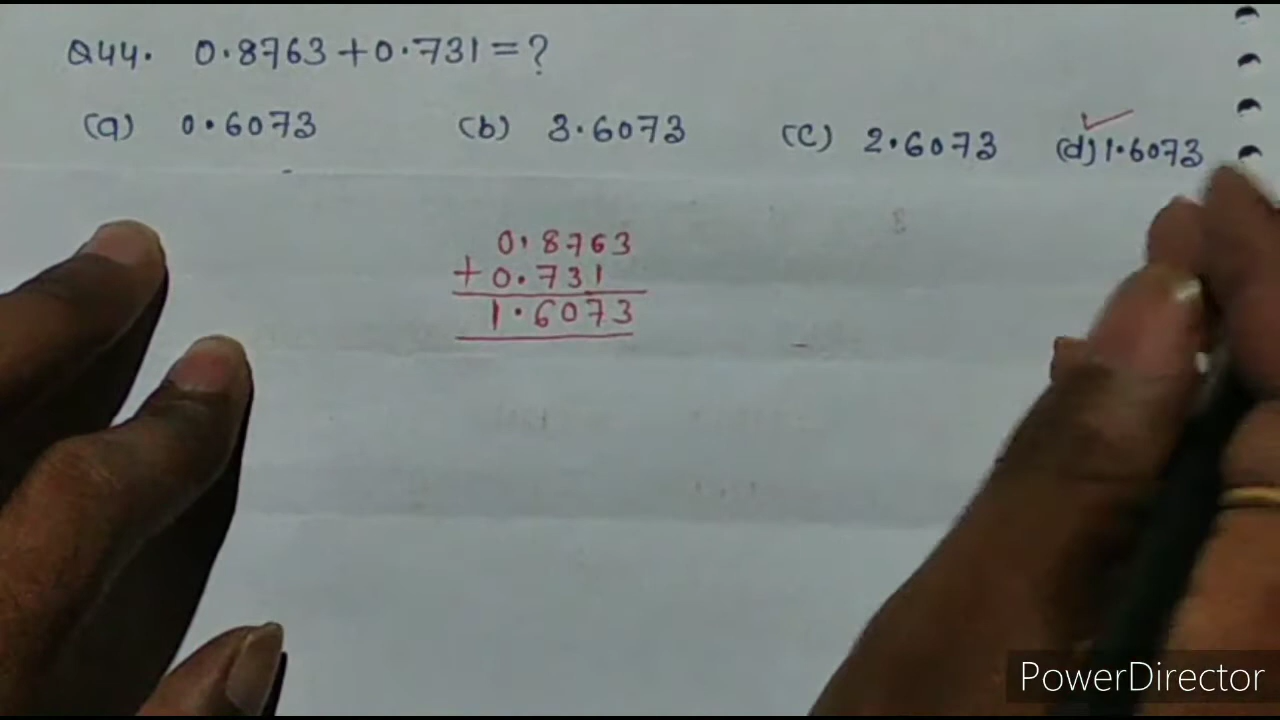 Q44. 0.8763 + 0.731 = ?
(a) 0.6073 (b) 3.6073 (c) 2.6073 (d) 1.6073
0.8763
+ 0.731
1.6073
PowerDirector